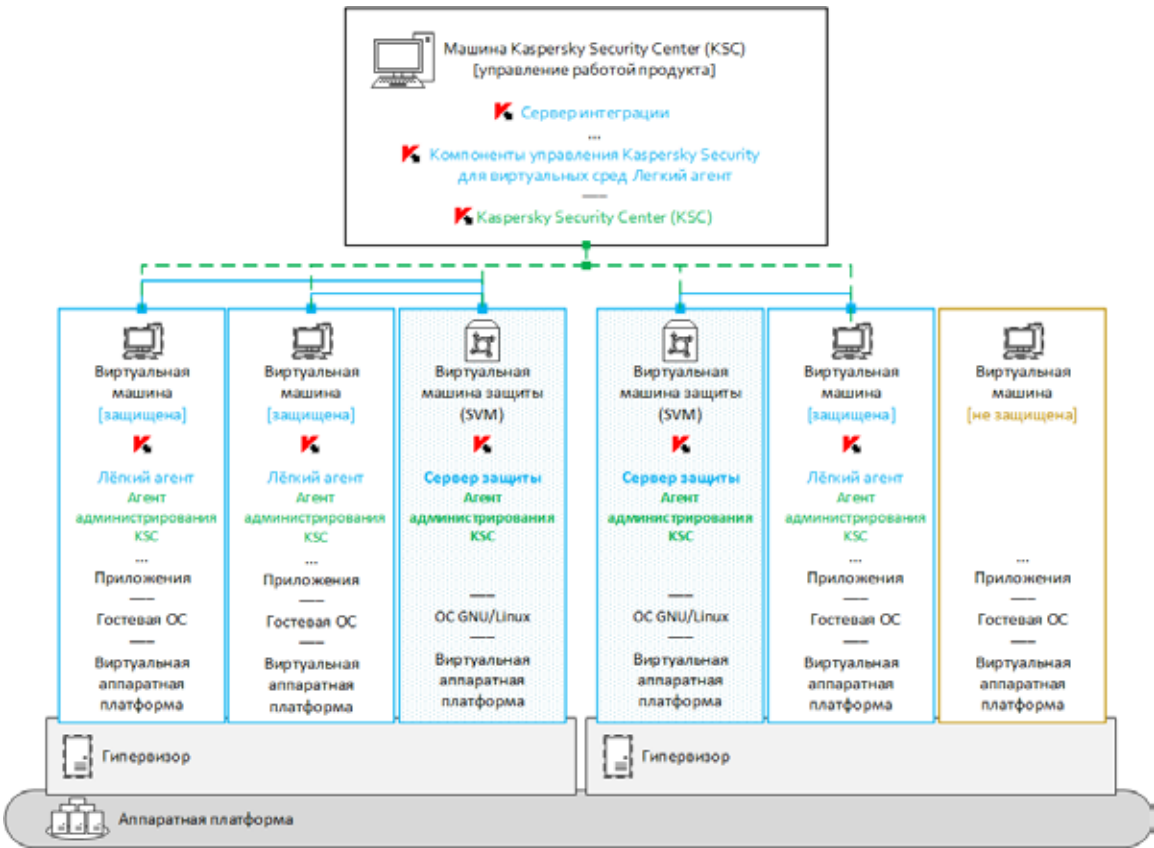 Машина Kaspersky Security Center (KSC)
[управление работой продукта]
Сервер интеграции
...
Компоненты управления Kaspersky Security
для виртуальных сред Легкий агент
Kaspersky Security Center (KSC)
Виртуальная
машина
[защищена]
Лёгкий агент
Агент
администрирования
KSC
...
Приложения
Гостевая ОС
Виртуальная
аппаратная
платформа
Виртуальная
машина
[защищена]
Лёгкий агент
Агент
администрирования
KSC
...
Приложения
Гостевая ОС
Виртуальная
аппаратная
платформа
Виртуальная
машина защиты
(SVM)
Сервер защиты
Агент
администрирования
KSC
ОС GNU/Linux
Виртуальная
аппаратная
платформа
Виртуальная
машина защиты
(SVM)
Сервер защиты
Агент
администрирования
KSC
ОС GNU/Linux
Виртуальная
аппаратная
платформа
Виртуальная
машина
[защищена]
Лёгкий агент
Агент
администрирования
KSC
...
Приложения
Гостевая ОС
Виртуальная
аппаратная
платформа
Виртуальная
машина
[не защищена]
...
Приложения
Гостевая ОС
Виртуальная
аппаратная
платформа
Гипервизор
Гипервизор
Аппаратная платформа